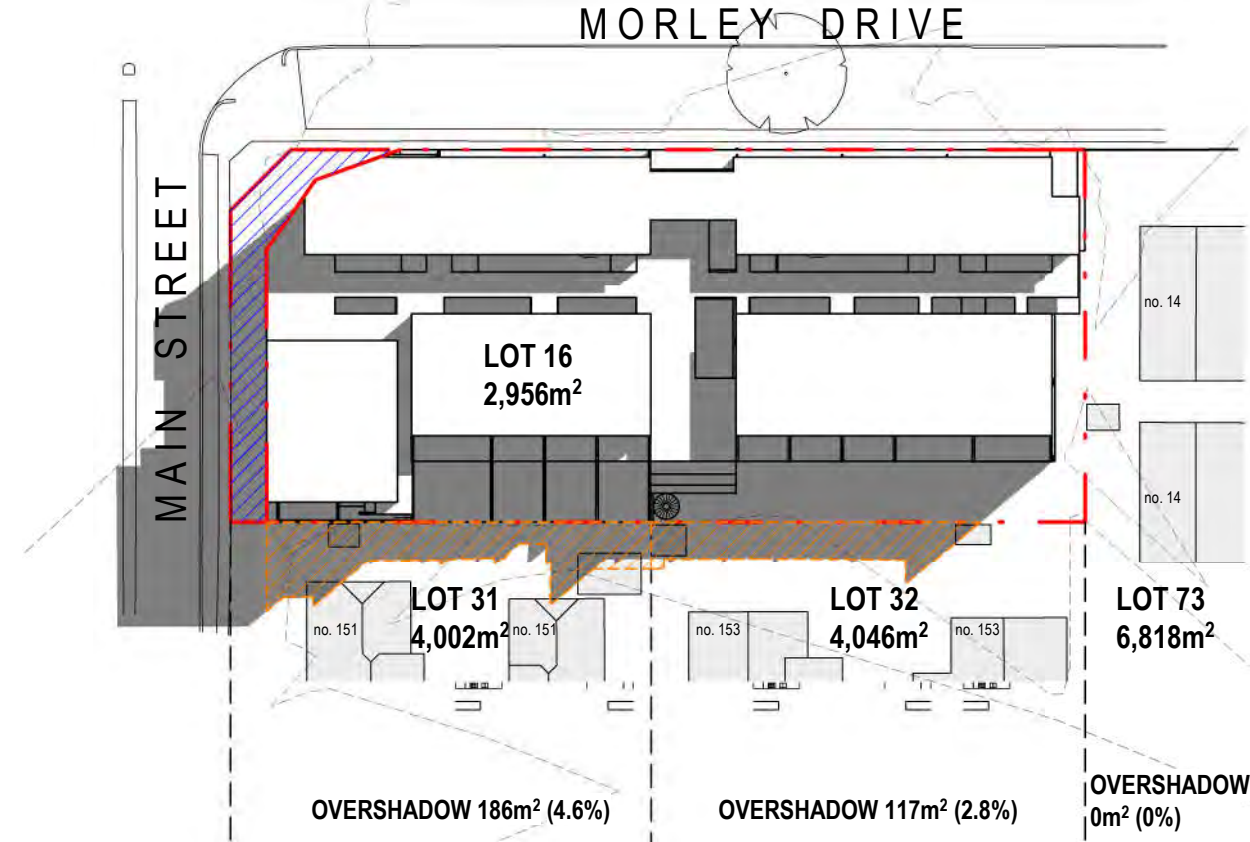 MORLEY DRIVE
MAIN STREET
LOT 16
2,956m²
no. 14
no. 14
LOT 31
4,002m²
no. 151
no. 151
LOT 32
4,046m²
no. 153
no. 153
LOT 73
6,818m²
OVERSHADOW 186m² (4.6%)
OVERSHADOW 117m² (2.8%)
OVERSHADOW
0m² (0%)